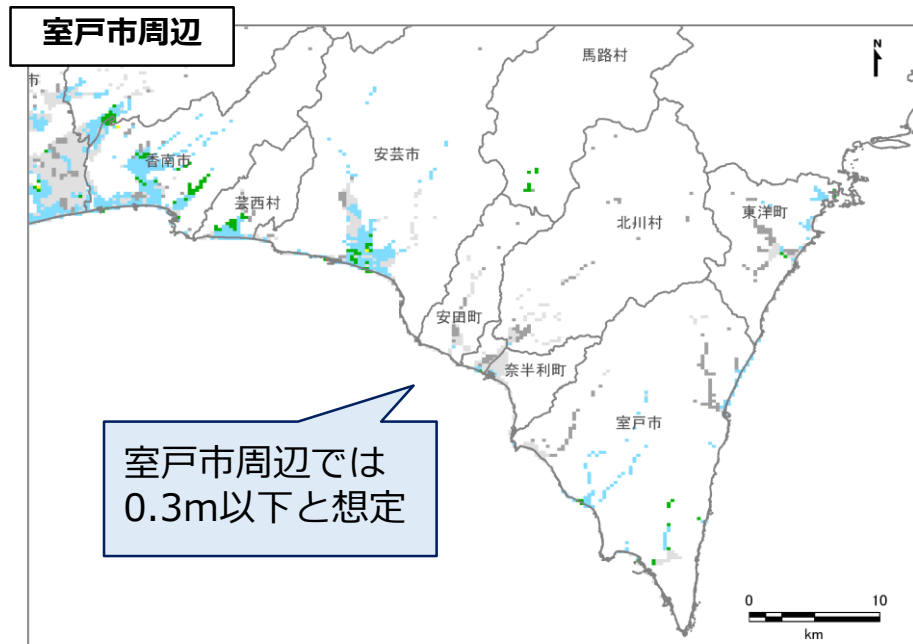 室戸市周辺
N
馬路村
市
香南市
安芸市
芸西村
北川村
東洋町
安田町
奈半利町
室戸市
室戸市周辺では
0.3m以下と想定
0 10
km